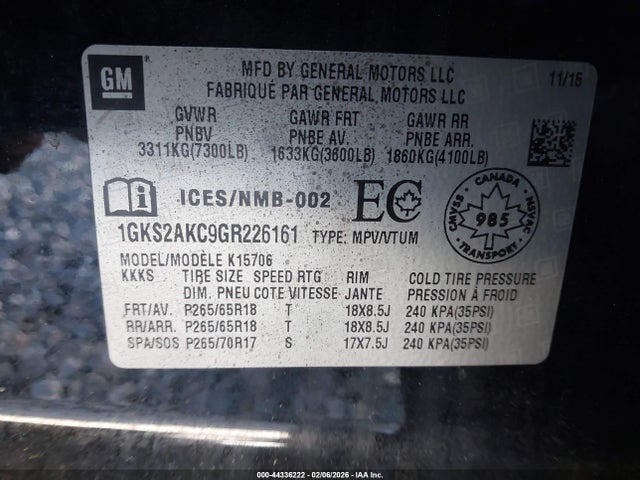 GM
MFD BY GENERAL MOTORS LLC 11/15
FABRIQUÉ PAR GENERAL MOTORS LLC
GVWR GAWR FRT GAWR RR
PNBV PNBE AV. PNBE ARR.
3311KG(7300LB) 1633KG(3600LB) 1860KG(4100LB)
ICES/NMB-002 EC
CANADA
CMVSS 985 NSVAC
TRANSPORT
1GKS2AKC9GR226161 TYPE: MPV/VTUM
MODEL/MODÈLE K15706
KKKS TIRE SIZE SPEED RTG RIM COLD TIRE PRESSURE
DIM. PNEU COTE VITESSE JANTE PRESSION À FROID
FRT/AV. P265/65R18 T 18X8.5J 240 KPA(35PSI)
RR/ARR. P265/65R18 T 18X8.5J 240 KPA(35PSI)
SPA/SOS P265/70R17 S 17X7.5J 240 KPA(35PSI)
000-44336222 - 02/06/2026 - IAA Inc.